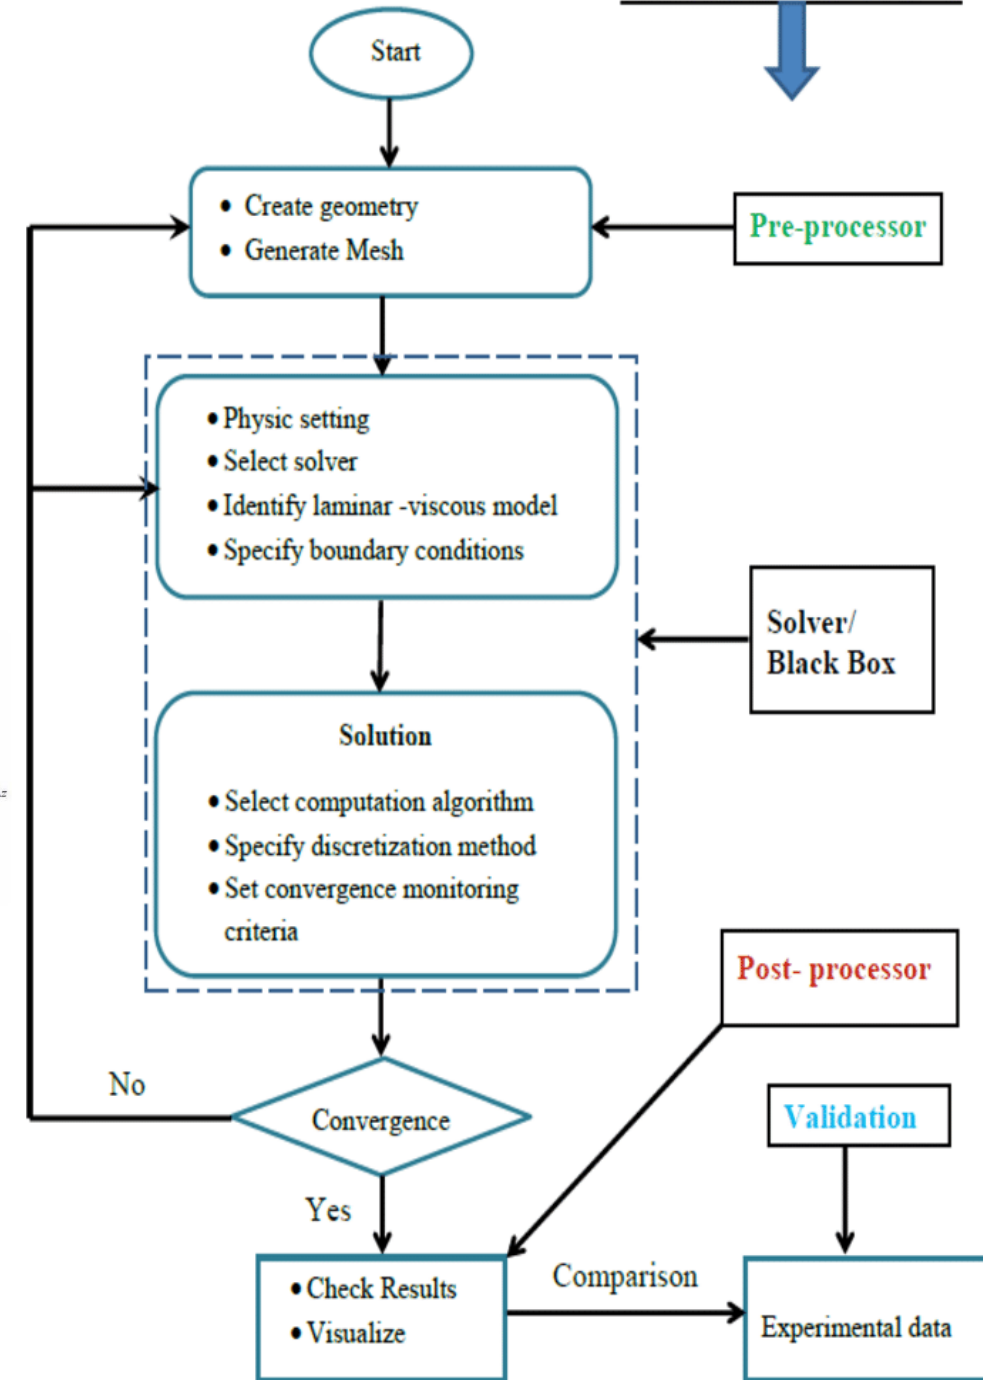 Start
• Create geometry
• Generate Mesh
Pre-processor
• Physic setting
• Select solver
• Identify laminar -viscous model
• Specify boundary conditions
Solver/
Black Box
Solution
• Select computation algorithm
• Specify discretization method
• Set convergence monitoring
criteria
Post- processor
No
Convergence
Validation
Yes
• Check Results
• Visualize
Comparison
Experimental data